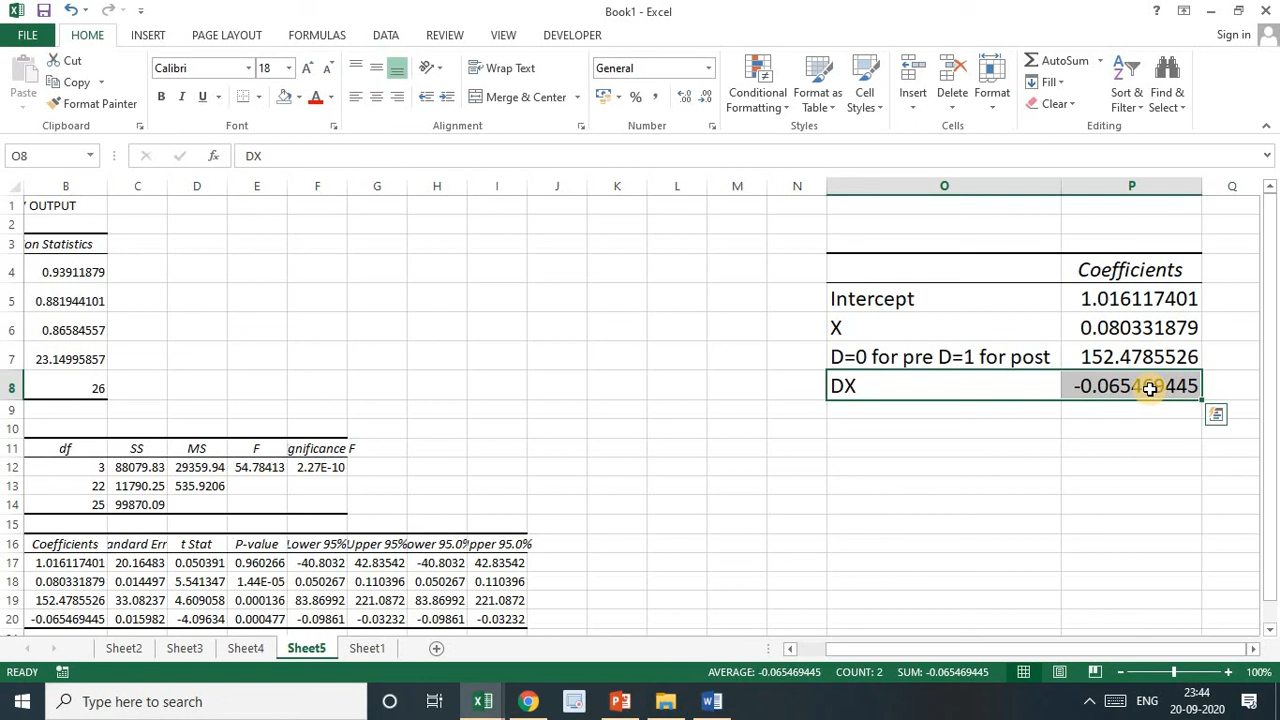 Book1 - Excel
FILE HOME INSERT PAGE LAYOUT FORMULAS DATA REVIEW VIEW DEVELOPER Sign in
Paste
Cut
Copy
Format Painter
Clipboard
Calibri 18
B I U
Font
Wrap Text
Merge & Center
Alignment
General
Number
Conditional Formatting
Format as Table
Cell Styles
Styles
Insert Delete Format
Cells
AutoSum
Fill
Clear
Sort & Filter
Find & Select
Editing
O8 fx DX
B C D E F G H I J K L M N O P Q
1 OUTPUT
2
3 on Statistics
4 0.93911879 Coefficients
5 0.881944101 Intercept 1.016117401
6 0.86584557 X 0.080331879
7 23.14995857 D=0 for pre D=1 for post 152.4785526
8 26 DX -0.065469445
9
10
11 df SS MS F gnificance F
12 3 88079.83 29359.94 54.78413 2.27E-10
13 22 11790.25 535.9206
14 25 99870.09
15
16 Coefficients andard Err t Stat P-value Lower 95% Upper 95% ower 95.0% pper 95.0%
17 1.016117401 20.16483 0.050391 0.960266 -40.8032 42.83542 -40.8032 42.83542
18 0.080331879 0.014497 5.541347 1.44E-05 0.050267 0.110396 0.050267 0.110396
19 152.4785526 33.08237 4.609058 0.000136 83.86992 221.0872 83.86992 221.0872
20 -0.065469445 0.015982 -4.09634 0.000477 -0.09861 -0.03232 -0.09861 -0.03232
Sheet2 Sheet3 Sheet4 Sheet5 Sheet1
READY AVERAGE: -0.065469445 COUNT: 2 SUM: -0.065469445 100%
Type here to search ENG 23:44
20-09-2020